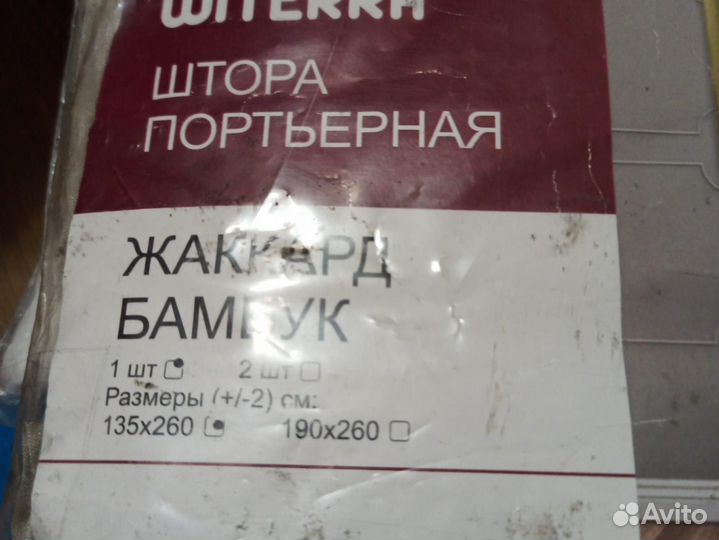 WITERRA
ШТОРА
ПОРТЬЕРНАЯ
ЖАККАРД
БАМБУК
1 шт 2 шт
Размеры (+/-2) см:
135x260 190x260
Avito